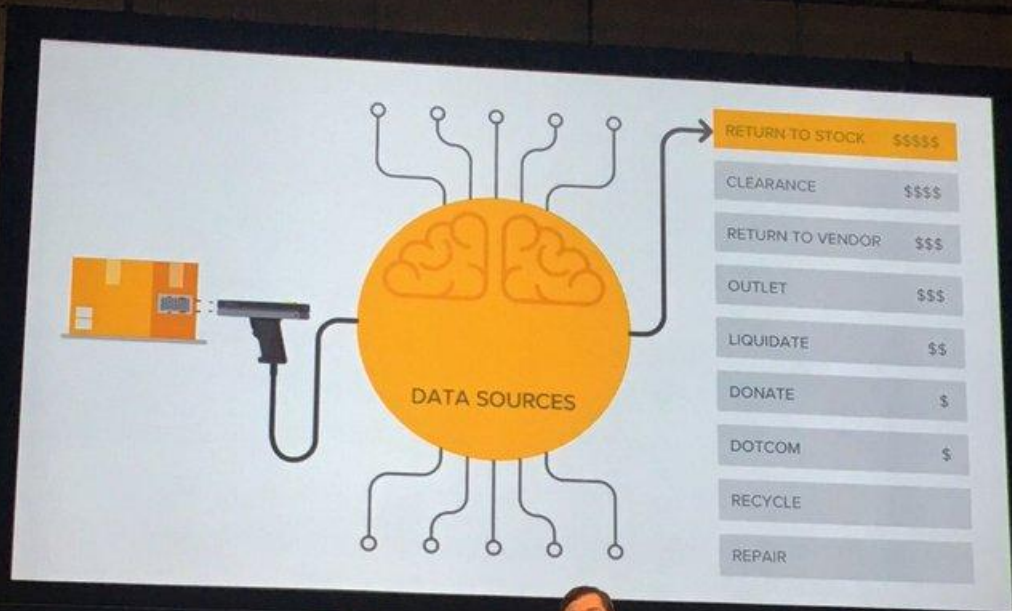 RETURN TO STOCK $$$$$
CLEARANCE $$$$
RETURN TO VENDOR $$$
OUTLET $$$
LIQUIDATE $$
DONATE $
DOTCOM $
RECYCLE
REPAIR
DATA SOURCES